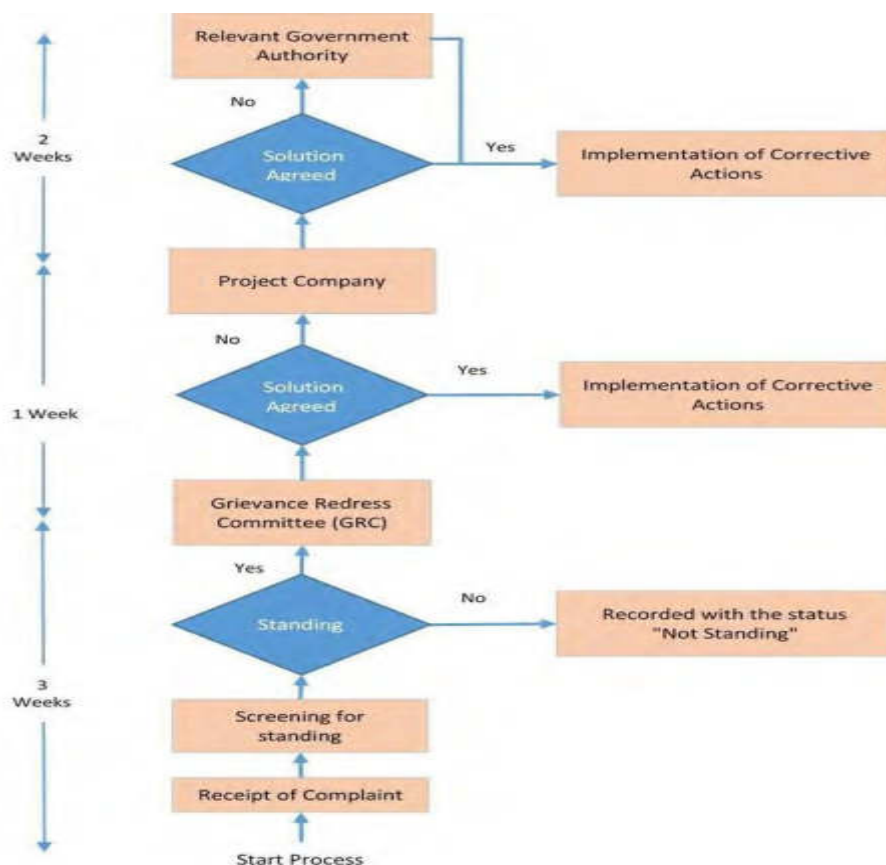 Relevant Government
Authority
No
2
Weeks
Solution
Agreed
Yes
Implementation of Corrective
Actions
Project Company
No
Solution
Agreed
Yes
Implementation of Corrective
Actions
1 Week
Grievance Redress
Committee (GRC)
Yes
Standing
No
Recorded with the status
"Not Standing"
3
Weeks
Screening for
standing
Receipt of Complaint
Start Process